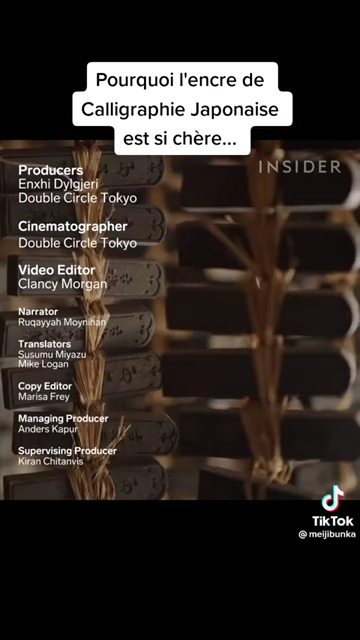 Pourquoi l'encre de
Calligraphie Japonaise
est si chère...
INSIDER
Producers
Enxhi Dylgjeri
Double Circle Tokyo
Cinematographer
Double Circle Tokyo
Video Editor
Clancy Morgan
Narrator
Ruqayyah Moynihan
Translators
Susumu Miyazu
Mike Logan
Copy Editor
Marisa Frey
Managing Producer
Anders Kapur
Supervising Producer
Kiran Chitanvis
TikTok
@meijibunka